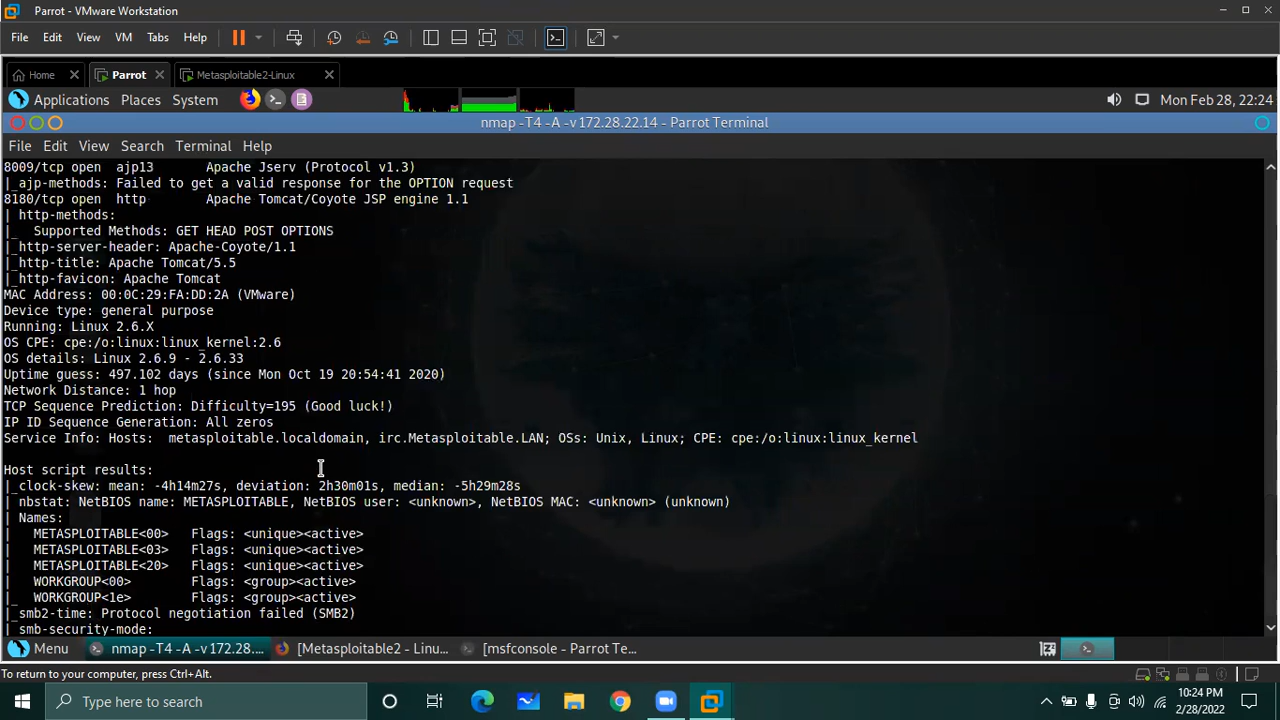 Parrot - VMware Workstation
File Edit View VM Tabs Help
Home Parrot Metasploitable2-Linux
Applications Places System Mon Feb 28, 22:24
nmap -T4 -A -v 172.28.22.14 - Parrot Terminal
File Edit View Search Terminal Help
8009/tcp open  ajp13       Apache Jserv (Protocol v1.3)
|_ajp-methods: Failed to get a valid response for the OPTION request
8180/tcp open  http        Apache Tomcat/Coyote JSP engine 1.1
| http-methods:
|_  Supported Methods: GET HEAD POST OPTIONS
|_http-server-header: Apache-Coyote/1.1
|_http-title: Apache Tomcat/5.5
|_http-favicon: Apache Tomcat
MAC Address: 00:0C:29:FA:DD:2A (VMware)
Device type: general purpose
Running: Linux 2.6.X
OS CPE: cpe:/o:linux:linux_kernel:2.6
OS details: Linux 2.6.9 - 2.6.33
Uptime guess: 497.102 days (since Mon Oct 19 20:54:41 2020)
Network Distance: 1 hop
TCP Sequence Prediction: Difficulty=195 (Good luck!)
IP ID Sequence Generation: All zeros
Service Info: Hosts:  metasploitable.localdomain, irc.Metasploitable.LAN; OSs: Unix, Linux; CPE: cpe:/o:linux:linux_kernel
Host script results:
|_clock-skew: mean: -4h14m27s, deviation: 2h30m01s, median: -5h29m28s
| nbstat: NetBIOS name: METASPLOITABLE, NetBIOS user: <unknown>, NetBIOS MAC: <unknown> (unknown)
| Names:
|   METASPLOITABLE<00>   Flags: <unique><active>
|   METASPLOITABLE<03>   Flags: <unique><active>
|   METASPLOITABLE<20>   Flags: <unique><active>
|   WORKGROUP<00>        Flags: <group><active>
|_  WORKGROUP<1e>        Flags: <group><active>
|_smb2-time: Protocol negotiation failed (SMB2)
| smb-security-mode:
Menu nmap -T4 -A -v 172.28.... [Metasploitable2 - Linu... [msfconsole - Parrot Te...
To return to your computer, press Ctrl+Alt.
Type here to search 10:24 PM
2/28/2022